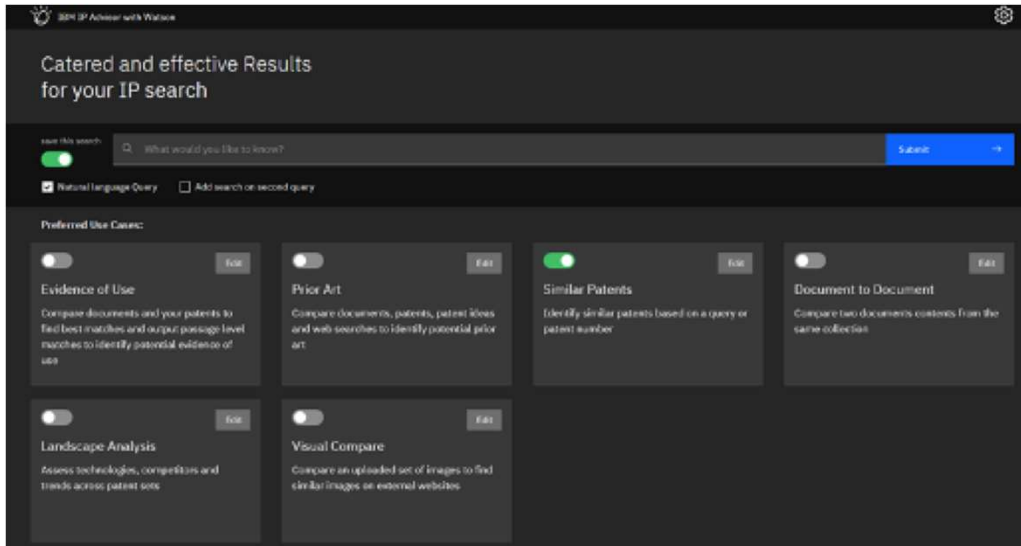 IBM IP Advisor with Watson
Catered and effective Results
for your IP search
save this search
What would you like to know?
Submit
Natural language Query
Add search on second query
Preferred Use Cases:
Edit
Evidence of Use
Compare documents and your patents to
find best matches and output passage level
matches to identify potential evidence of
use
Edit
Prior Art
Compare documents, patents, patent ideas
and web searches to identify potential prior
art
Edit
Similar Patents
Identify similar patents based on a query or
patent number
Edit
Document to Document
Compare two documents contents from the
same collection
Edit
Landscape Analysis
Assess technologies, competitors and
trends across patent sets
Edit
Visual Compare
Compare an uploaded set of images to find
similar images on external websites